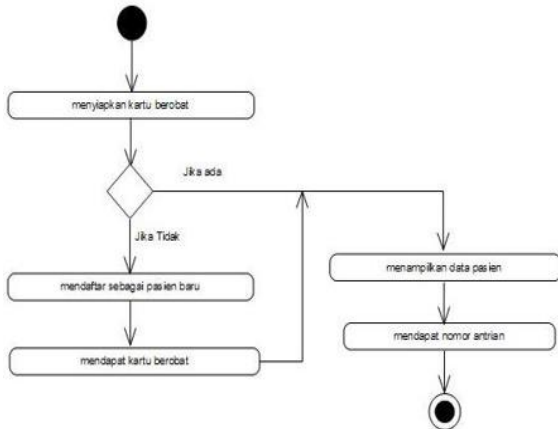 menyiapkan kartu berobat
Jika ada
Jika Tidak
mendaftar sebagai pasien baru
mendapat kartu berobat
menampilkan data pasien
mendapat nomor antrian